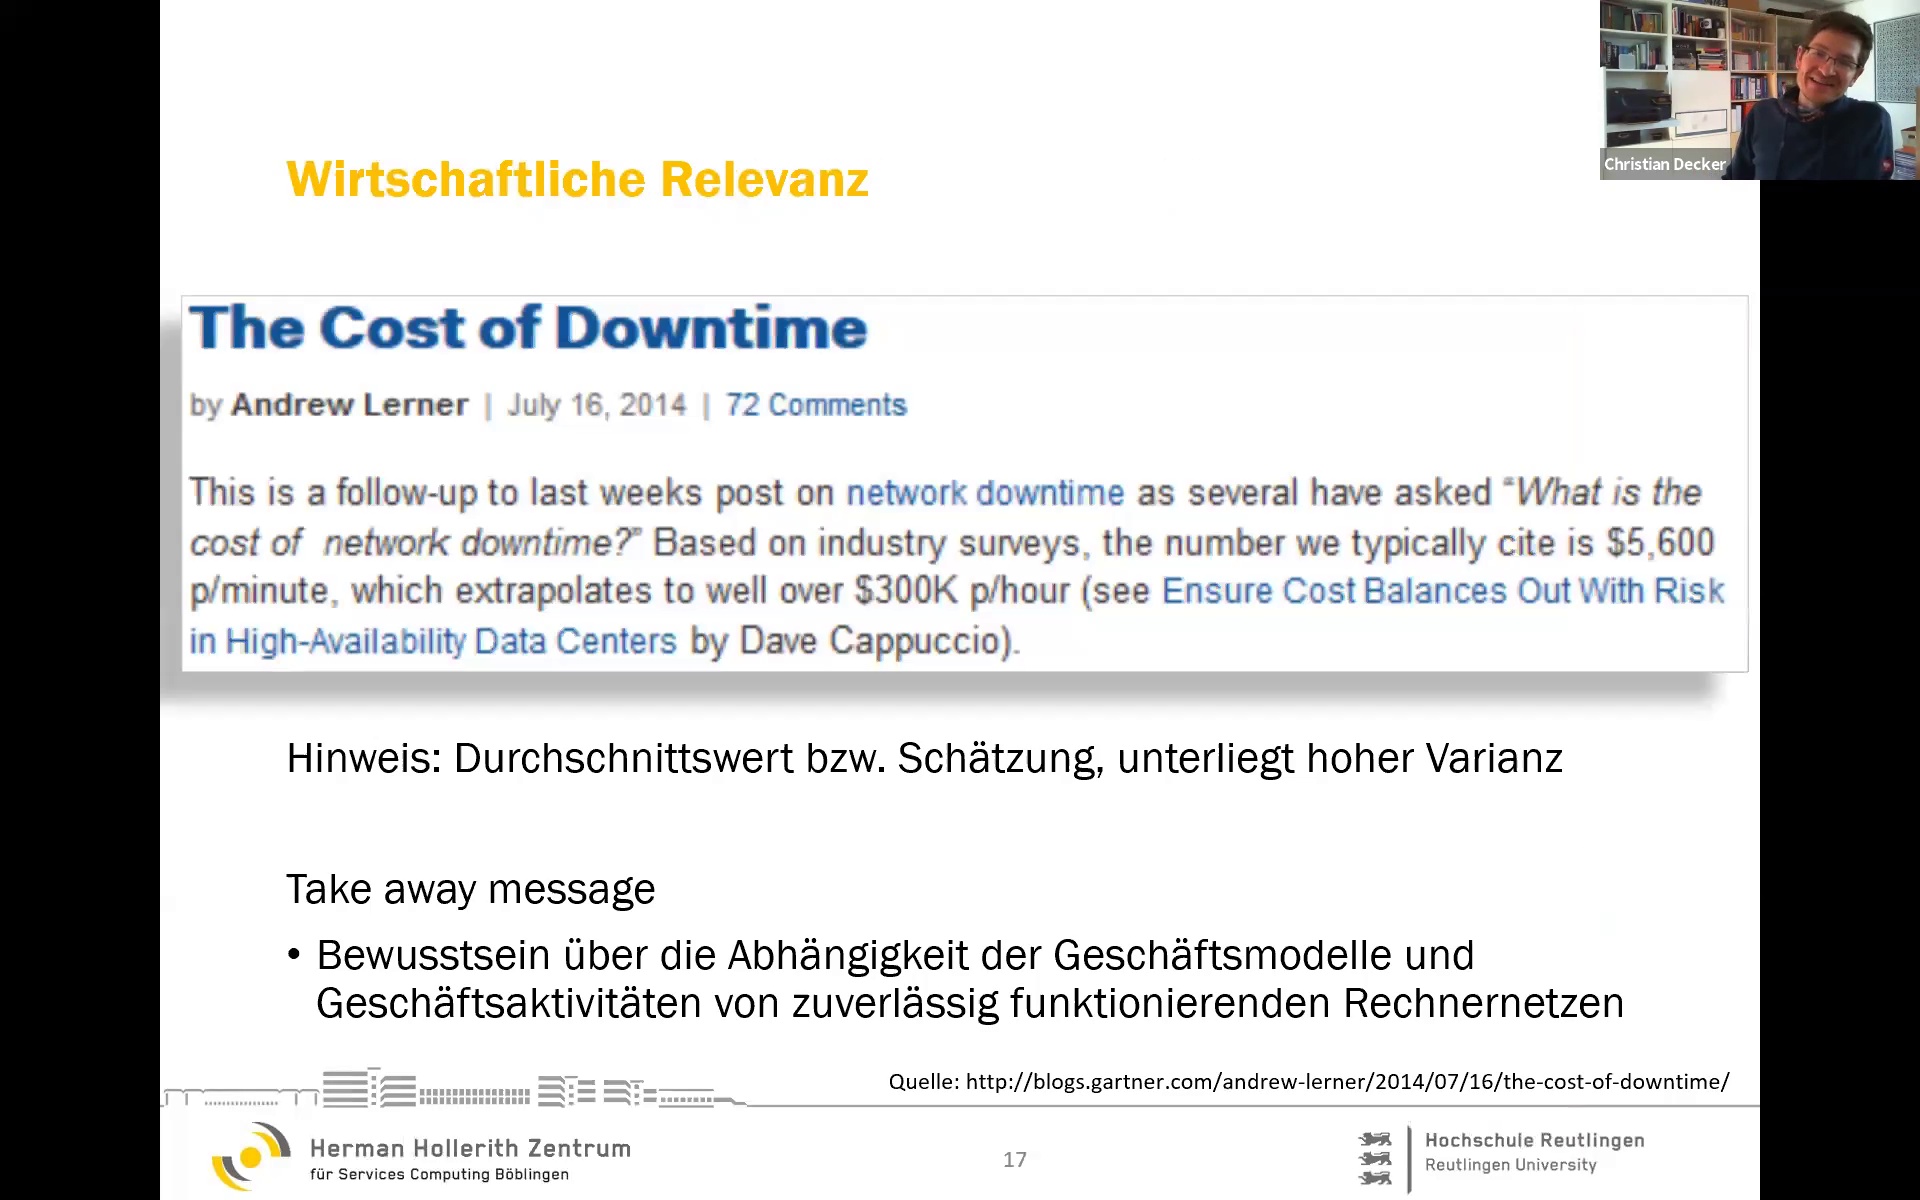 Christian Decker
Wirtschaftliche Relevanz
The Cost of Downtime
by Andrew Lerner | July 16, 2014 | 72 Comments
This is a follow-up to last weeks post on network downtime as several have asked “What is the
cost of network downtime?” Based on industry surveys, the number we typically cite is $5,600
p/minute, which extrapolates to well over $300K p/hour (see Ensure Cost Balances Out With Risk
in High-Availability Data Centers by Dave Cappuccio).
Hinweis: Durchschnittswert bzw. Schätzung, unterliegt hoher Varianz
Take away message
• Bewusstsein über die Abhängigkeit der Geschäftsmodelle und
Geschäftsaktivitäten von zuverlässig funktionierenden Rechnernetzen
Quelle: http://blogs.gartner.com/andrew-lerner/2014/07/16/the-cost-of-downtime/
Herman Hollerith Zentrum
für Services Computing Böblingen
17
Hochschule Reutlingen
Reutlingen University